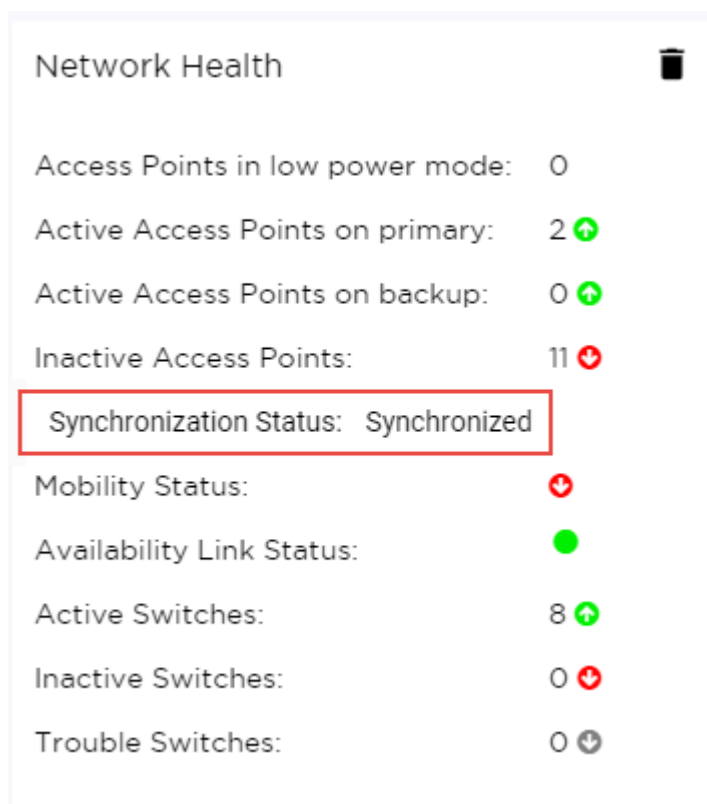 Network Health
Access Points in low power mode: 0
Active Access Points on primary: 2
Active Access Points on backup: 0
Inactive Access Points: 11
Synchronization Status: Synchronized
Mobility Status:
Availability Link Status:
Active Switches: 8
Inactive Switches: 0
Trouble Switches: 0